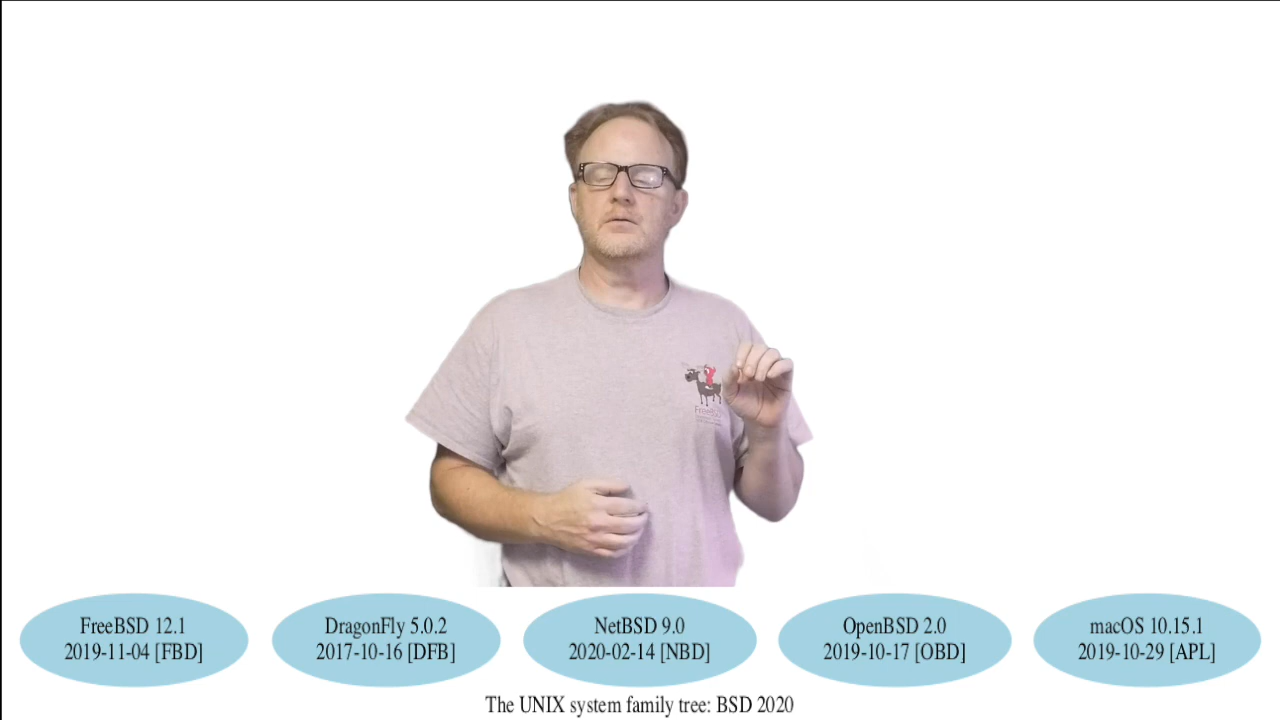 FreeBSD
FreeBSD 12.1
2019-11-04 [FBD]
DragonFly 5.0.2
2017-10-16 [DFB]
NetBSD 9.0
2020-02-14 [NBD]
OpenBSD 2.0
2019-10-17 [OBD]
macOS 10.15.1
2019-10-29 [APL]
The UNIX system family tree: BSD 2020